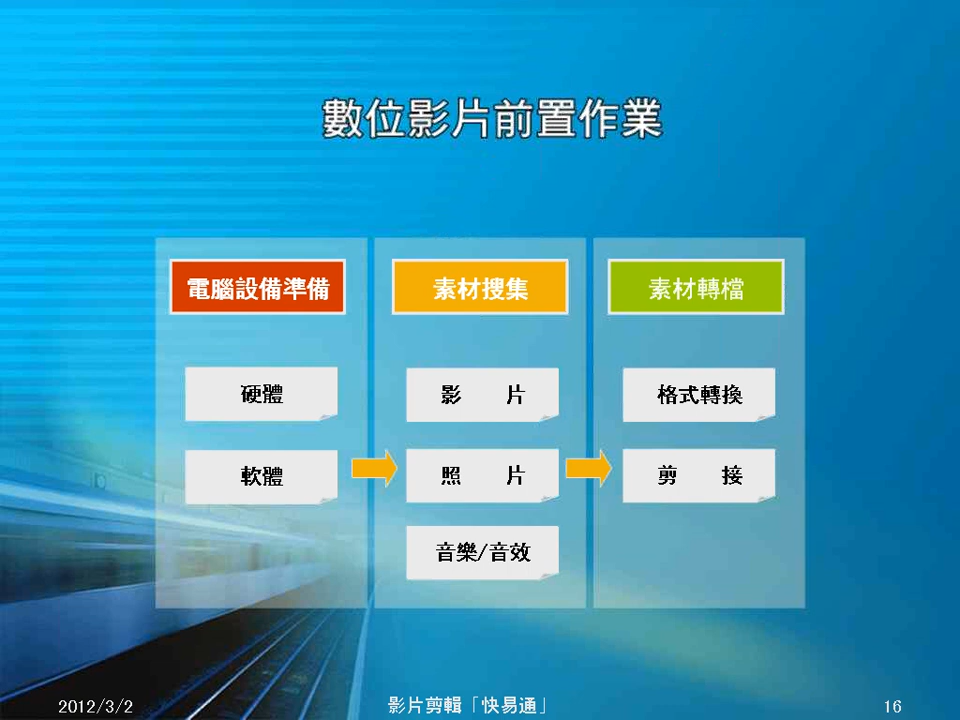 數位影片前置作業
電腦設備準備
硬體
軟體
素材搜集
影 片
照 片
音樂/音效
素材轉檔
格式轉換
剪 接
2012/3/2
影片剪輯「快易通」
16